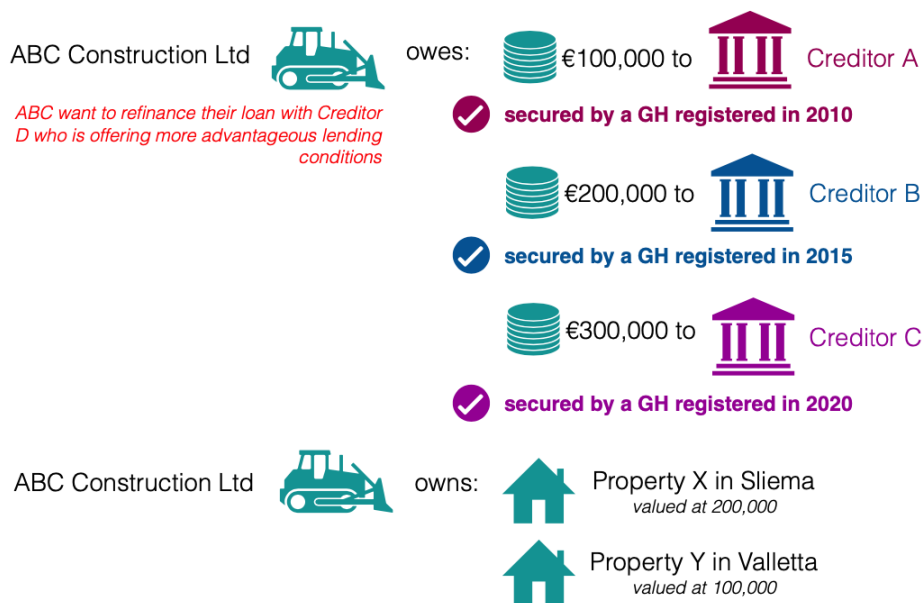 ABC Construction Ltd owes: €100,000 to Creditor A
ABC want to refinance their loan with Creditor
D who is offering more advantageous lending
conditions
secured by a GH registered in 2010
€200,000 to Creditor B
secured by a GH registered in 2015
€300,000 to Creditor C
secured by a GH registered in 2020
ABC Construction Ltd owns: Property X in Sliema
valued at 200,000
Property Y in Valletta
valued at 100,000